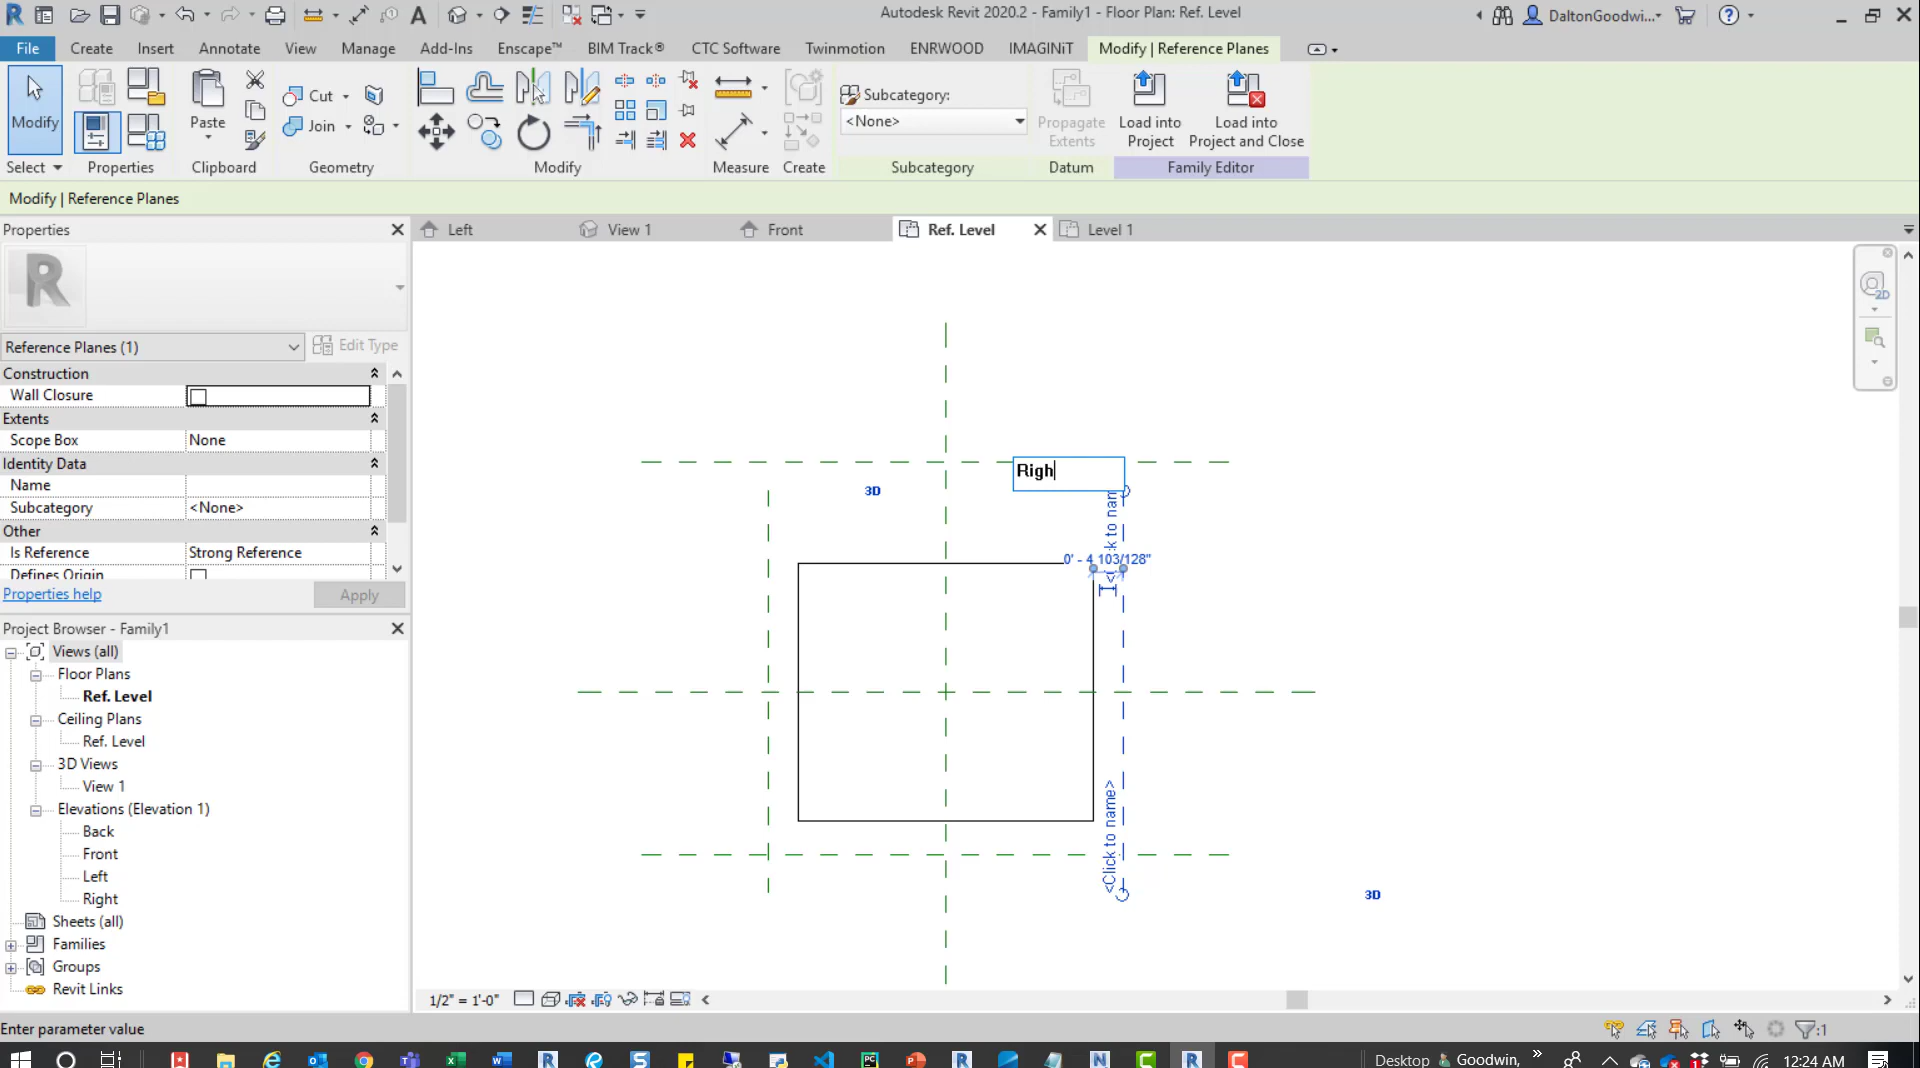 Autodesk Revit 2020.2 - Family1 - Floor Plan: Ref. Level
DaltonGoodwi...
File Create Insert Annotate View Manage Add-Ins Enscape™ BIM Track® CTC Software Twinmotion ENRWOOD IMAGINiT Modify | Reference Planes
Modify
Paste
Cut
Join
Subcategory:
<None>
Propagate Extents
Load into Project
Load into Project and Close
Select Properties Clipboard Geometry Modify Measure Create Subcategory Datum Family Editor
Modify | Reference Planes
Properties
Left View 1 Front Ref. Level Level 1
2D
R
Reference Planes (1)
Edit Type
Construction
Wall Closure
Extents
Scope Box None
Identity Data
Name
Subcategory <None>
Other
Is Reference Strong Reference
Defines Origin
Properties help
Apply
Righ
3D
k to nam
0' - 4 103/128"
<Click to name>
3D
Project Browser - Family1
Views (all)
Floor Plans
Ref. Level
Ceiling Plans
Ref. Level
3D Views
View 1
Elevations (Elevation 1)
Back
Front
Left
Right
Sheets (all)
Families
Groups
Revit Links
1/2" = 1'-0"
Enter parameter value
:1
Desktop
Goodwin,
12:24 AM